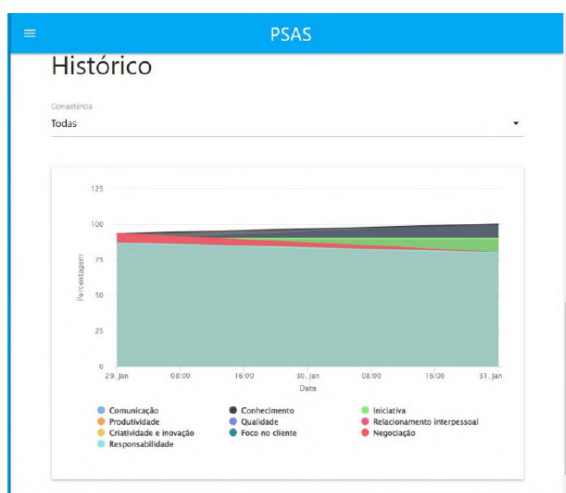 PSAS
Histórico
Competência
Todas
125
100
75
50
25
0
Percentagem
29. Jan 08:00 16:00 30. Jan 08:00 16:00 31. Jan
Data
Comunicação Conhecimento Iniciativa
Produtividade Qualidade Relacionamento interpessoal
Criatividade e inovação Foco no cliente Negociação
Responsabilidade